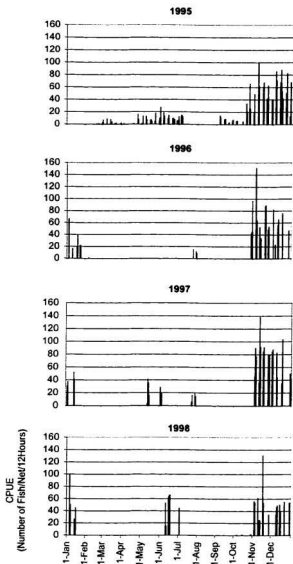 1995
160
140
120
100
80
60
40
20
0
1996
160
140
120
100
80
60
40
20
0
1997
160
140
120
100
80
60
40
20
0
1998
160
140
120
100
80
60
40
20
0
CPUE
(Number of Fish/Net/12Hours)
1-Jan
1-Feb
1-Mar
1-Apr
1-May
1-Jun
1-Jul
1-Aug
1-Sep
1-Oct
1-Nov
1-Dec